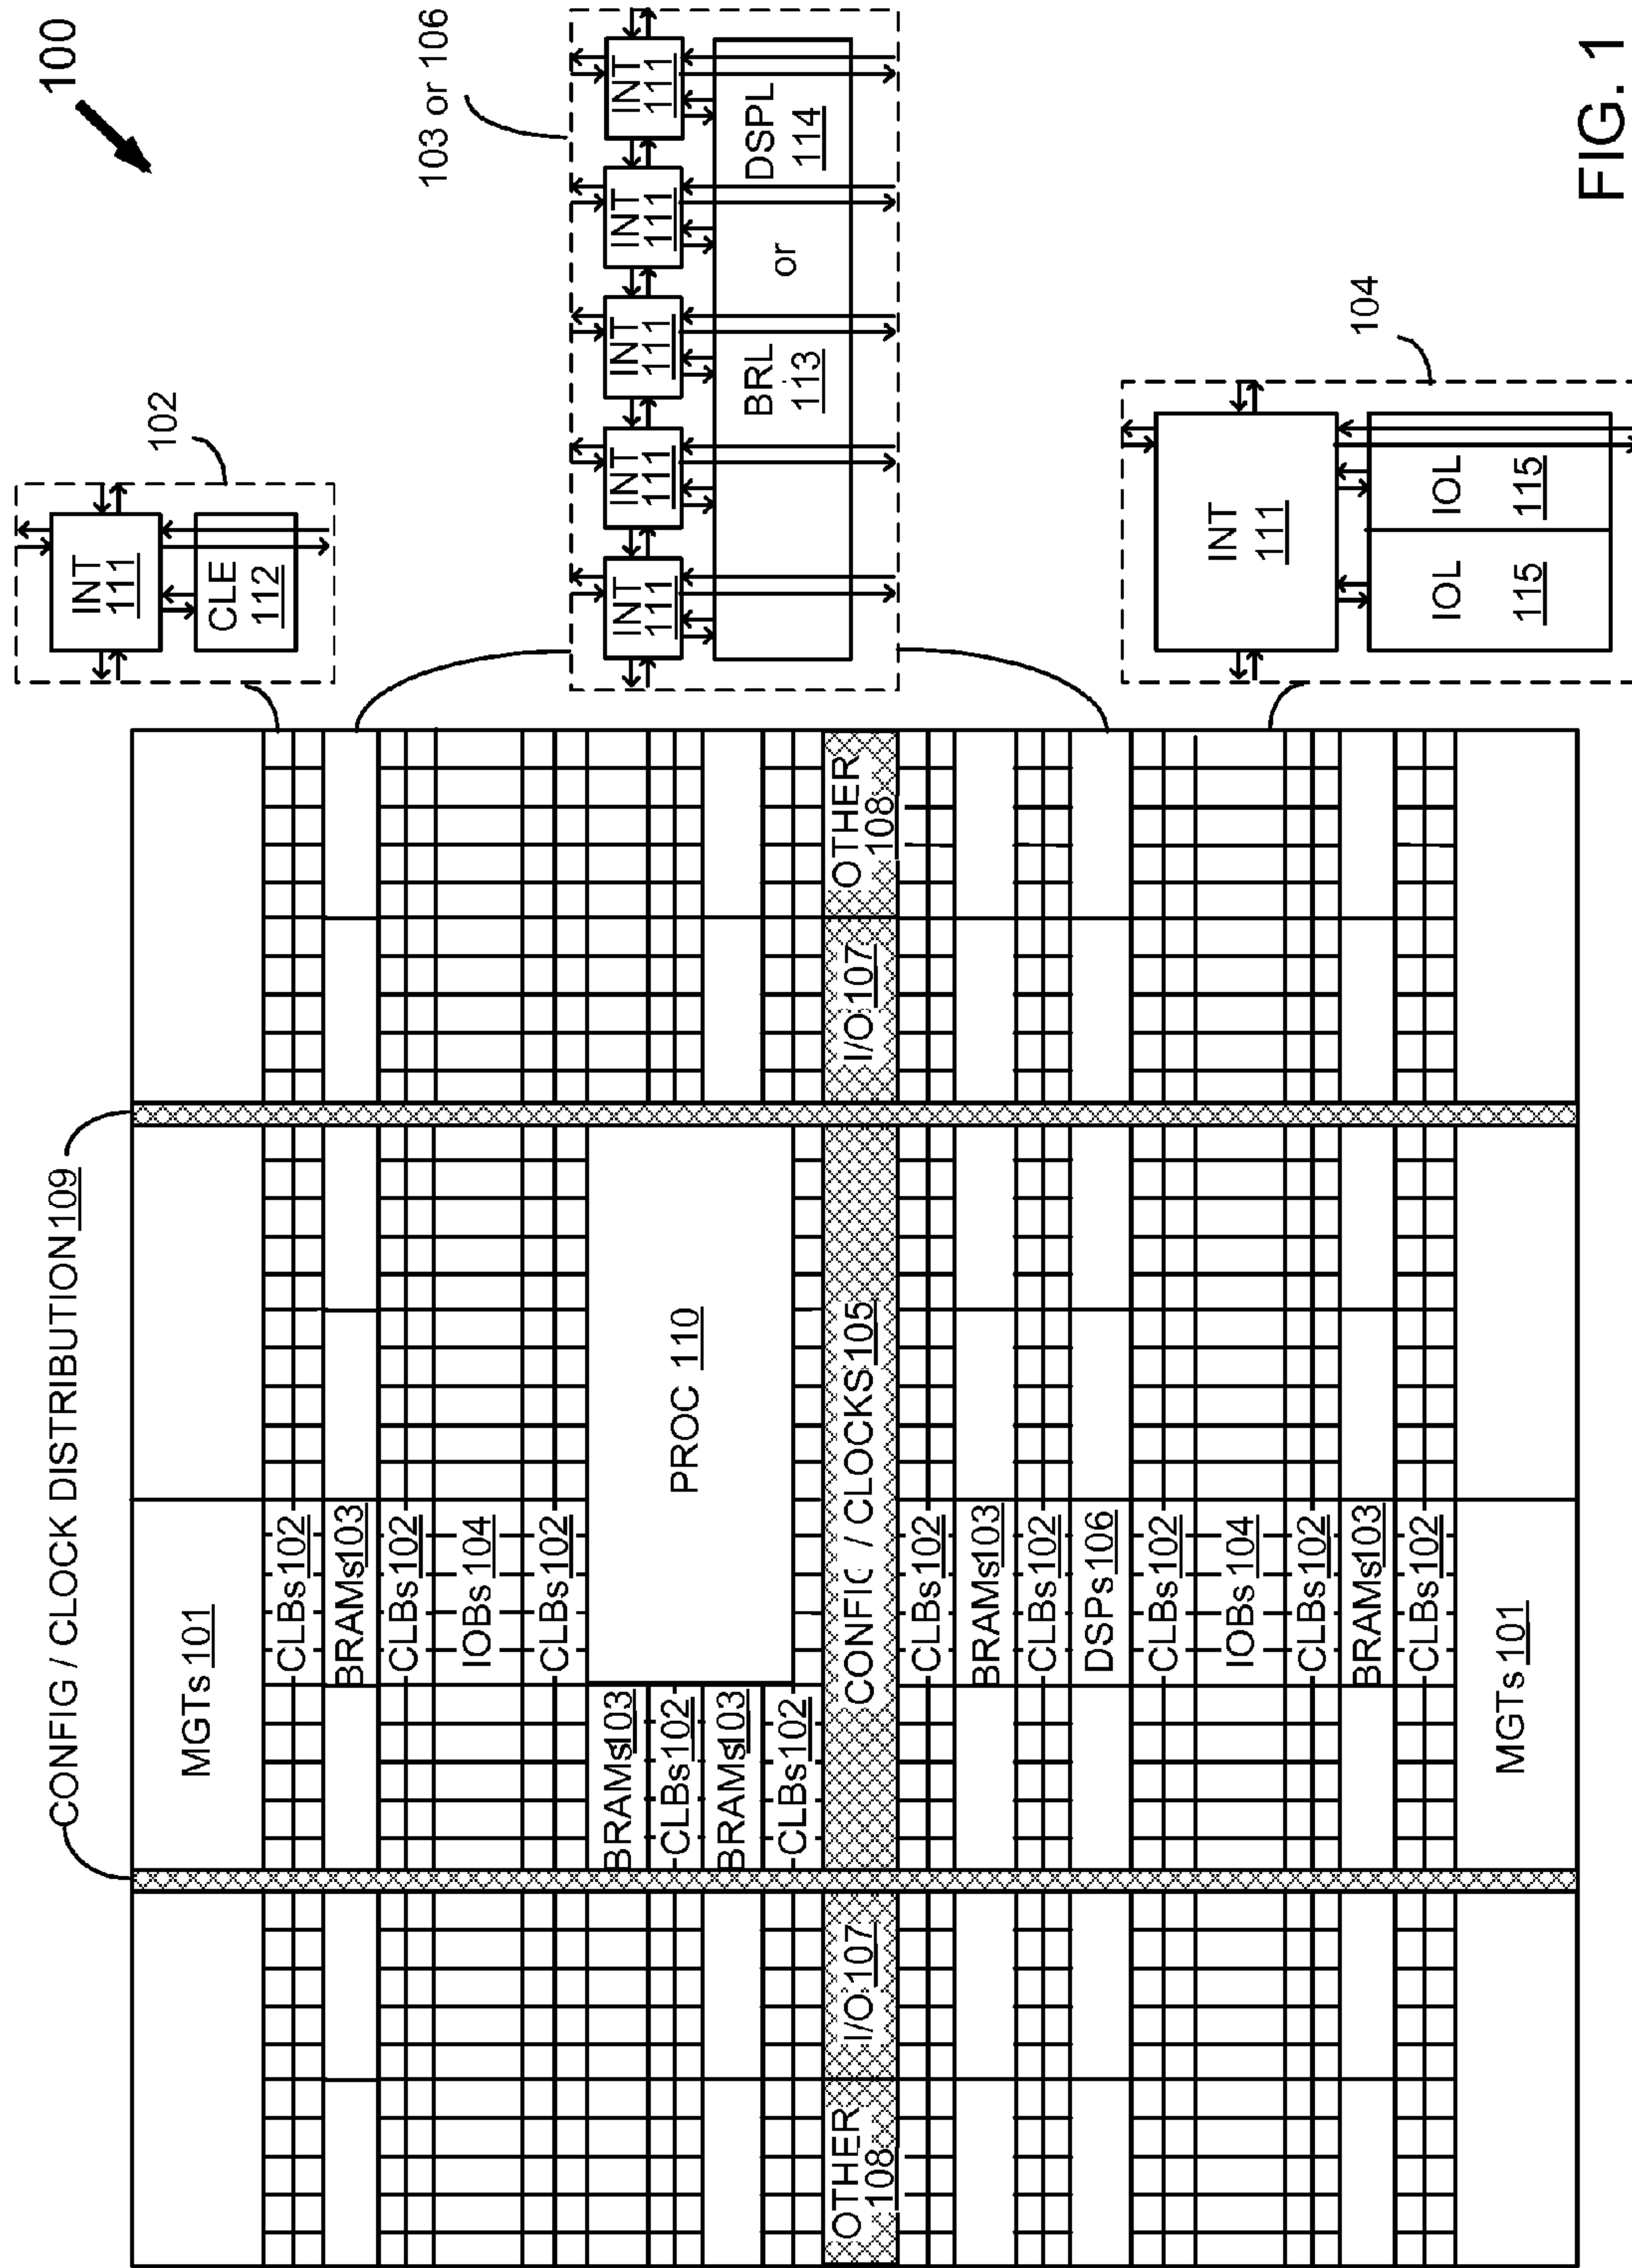 100
CONFIG / CLOCK DISTRIBUTION 109
MGTs 101
CLBs 102
BRAMs 103
CLBs 102
IOBs 104
CLBs 102
BRAMs 103
CLBs 102
BRAMs 103
CLBs 102
PROC 110
OTHER
108
I/O 107
CONFIG / CLOCKS 105
I/O 107
OTHER
108
CLBs 102
BRAMs 103
CLBs 102
DSPs 106
CLBs 102
IOBs 104
CLBs 102
BRAMs 103
CLBs 102
MGTs 101
102
INT
111
CLE
112
103 or 106
INT
111
INT
111
INT
111
INT
111
INT
111
BRL
113
or
DSPL
114
104
INT
111
IOL
115
IOL
115
FIG. 1